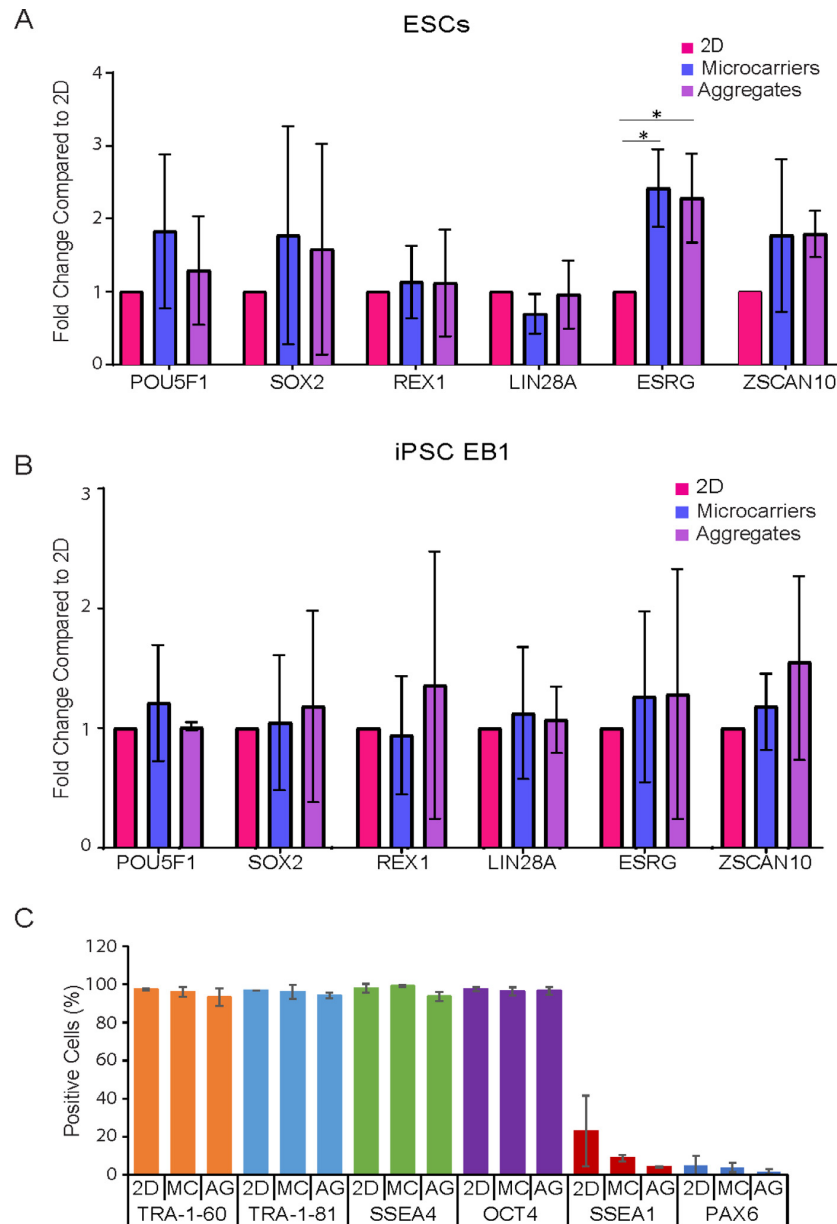 A
ESCs
2D
Microcarriers
Aggregates
Fold Change Compared to 2D
4
3
2
1
0
*
*
POU5F1 SOX2 REX1 LIN28A ESRG ZSCAN10
B
iPSC EB1
2D
Microcarriers
Aggregates
Fold Change Compared to 2D
3
2
1
0
POU5F1 SOX2 REX1 LIN28A ESRG ZSCAN10
C
Positive Cells (%)
120
100
80
60
40
20
0
2D MC AG 2D MC AG 2D MC AG 2D MC AG 2D MC AG 2D MC AG
TRA-1-60 TRA-1-81 SSEA4 OCT4 SSEA1 PAX6